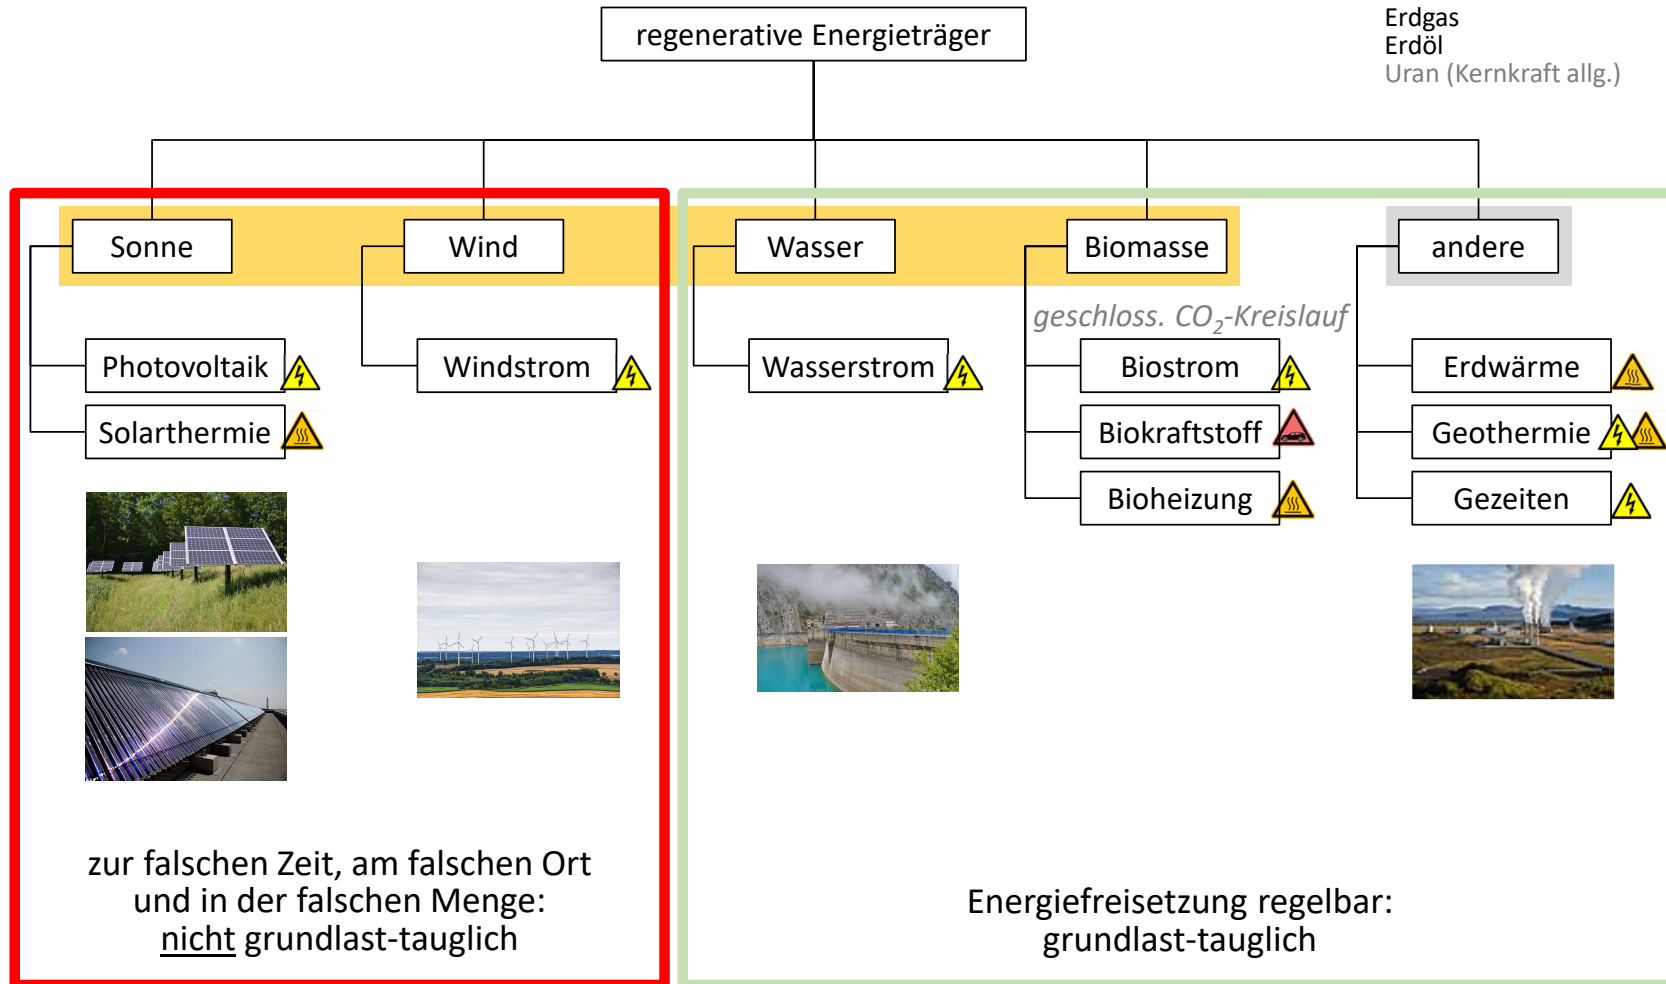 regenerative Energieträger
Erdgas
Erdöl
Uran (Kernkraft allg.)
Sonne
Wind
Wasser
Biomasse
andere
geschloss. CO₂-Kreislauf
Photovoltaik
Windstrom
Wasserstrom
Biostrom
Erdwärme
Solarthermie
Biokraftstoff
Geothermie
Bioheizung
Gezeiten
zur falschen Zeit, am falschen Ort
und in der falschen Menge:
nicht grundlast-tauglich
Energiefreisetzung regelbar:
grundlast-tauglich